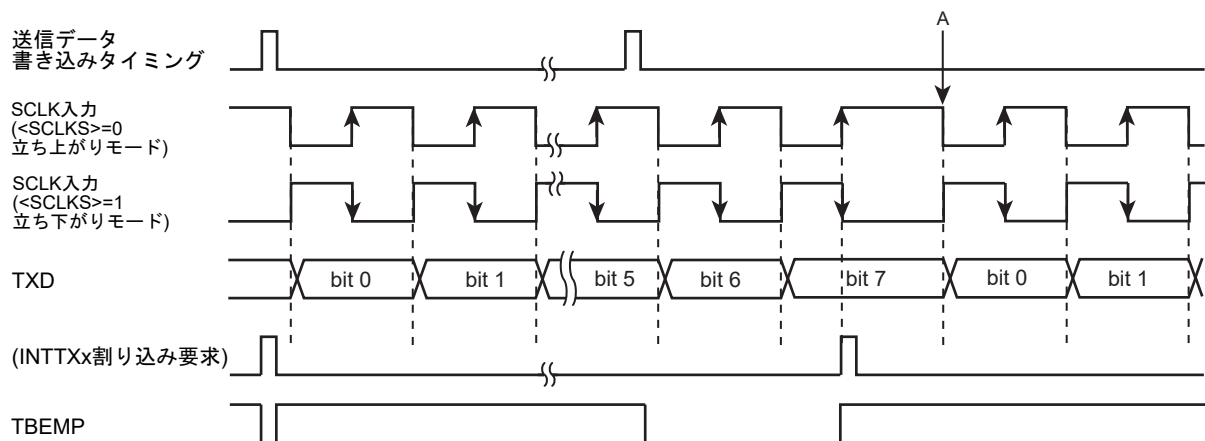 A
送信データ
書き込みタイミング
SCLK入力
(<SCLKS>=0
立ち上がりモード)
SCLK入力
(<SCLKS>=1
立ち下がりモード)
TXD
bit 0
bit 1
bit 5
bit 6
bit 7
bit 0
bit 1
(INTTXx割り込み要求)
TBEMP